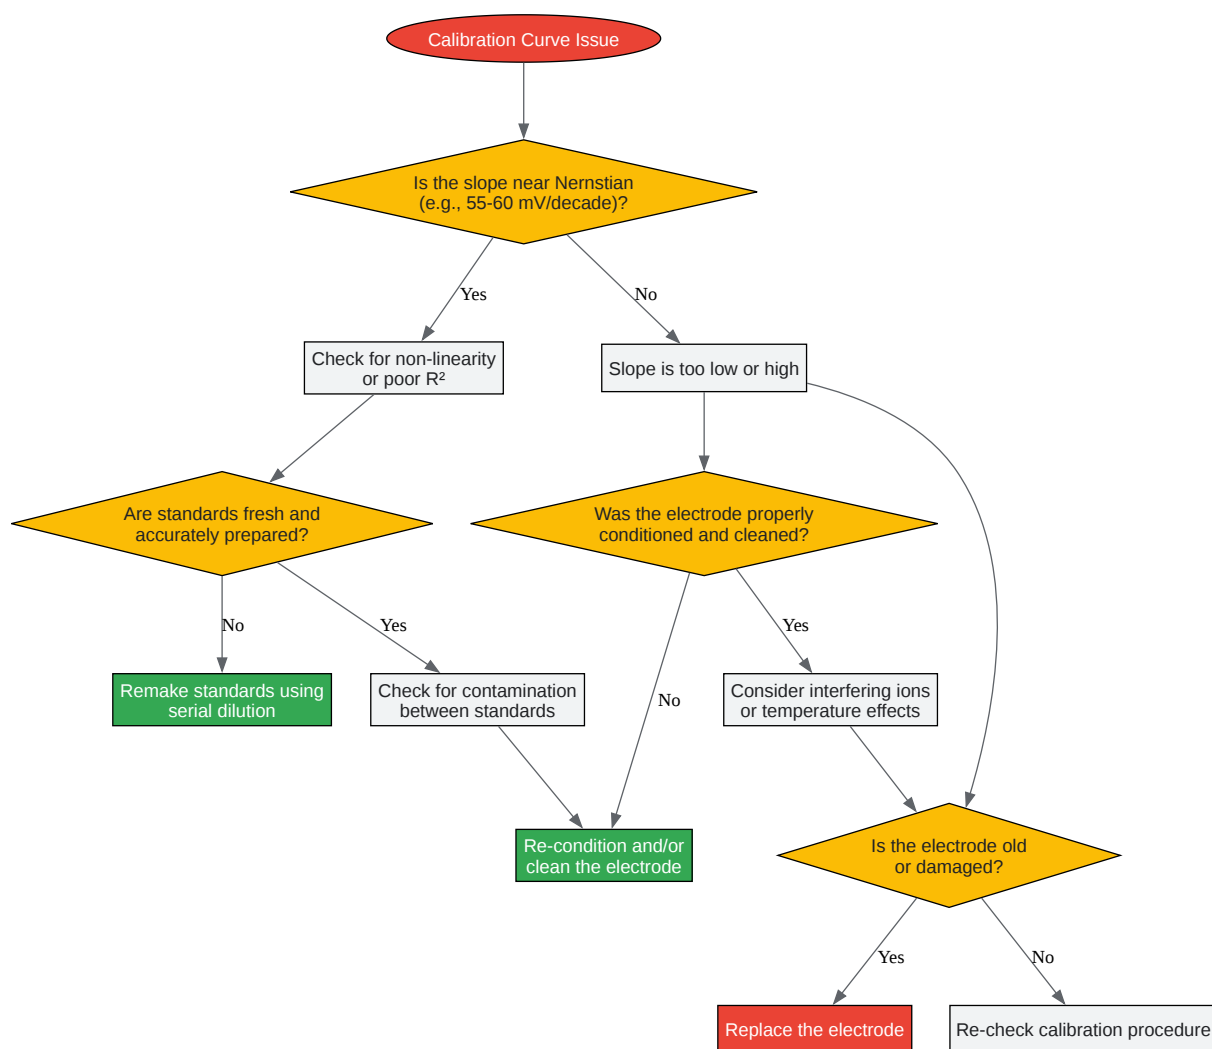 Calibration Curve Issue
Is the slope near Nernstian
(e.g., 55-60 mV/decade)?
Yes
No
Check for non-linearity
or poor R²
Slope is too low or high
Are standards fresh and
accurately prepared?
Was the electrode properly
conditioned and cleaned?
No
Yes
Yes
No
Remake standards using
serial dilution
Check for contamination
between standards
Consider interfering ions
or temperature effects
Re-condition and/or
clean the electrode
Is the electrode old
or damaged?
Yes
No
Replace the electrode
Re-check calibration procedure